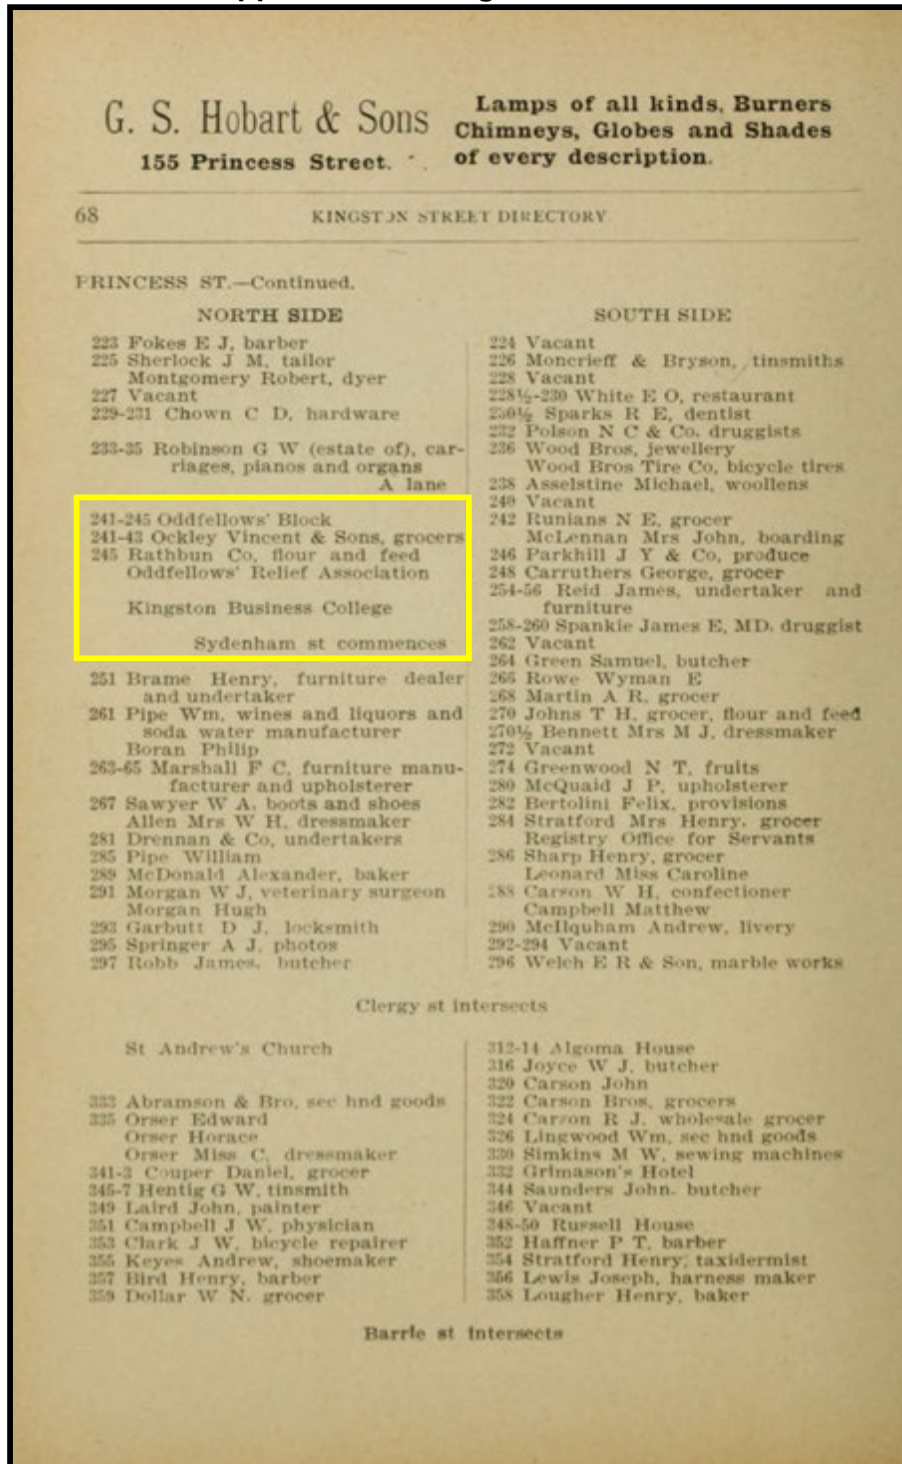 G. S. Hobart & Sons
155 Princess Street.
Lamps of all kinds, Burners
Chimneys, Globes and Shades
of every description.
68
KINGSTON STREET DIRECTORY
PRINCESS ST.—Continued.
NORTH SIDE
223 Fokes E J, barber
225 Sherlock J M, tailor
Montgomery Robert, dyer
227 Vacant
229-231 Chown C D, hardware
233-35 Robinson G W (estate of), car-
riages, pianos and organs
A lane
241-245 Oddfellows' Block
241-43 Ockley Vincent & Sons, grocers
245 Rathbun Co, flour and feed
Oddfellows' Relief Association
Kingston Business College
Sydenham st commences
251 Brame Henry, furniture dealer
and undertaker
261 Pipe Wm, wines and liquors and
soda water manufacturer
Boran Philip
263-65 Marshall F C, furniture manu-
facturer and upholsterer
267 Sawyer W A, boots and shoes
Allen Mrs W H, dressmaker
281 Drennan & Co, undertakers
285 Pipe William
289 McDonald Alexander, baker
291 Morgan W J, veterinary surgeon
Morgan Hugh
293 Garbutt D J, locksmith
295 Springer A J, photos
297 Robb James, butcher
SOUTH SIDE
224 Vacant
226 Moncrieff & Bryson, tinsmiths
228 Vacant
228½-230 White E O, restaurant
230½ Sparks R E, dentist
232 Polson N C & Co, druggists
236 Wood Bros, jewellery
Wood Bros Tire Co, bicycle tires
238 Asselstine Michael, woollens
240 Vacant
242 Runians N E, grocer
McLennan Mrs John, boarding
246 Parkhill J Y & Co, produce
248 Carruthers George, grocer
254-56 Reid James, undertaker and
furniture
258-260 Spankie James E, MD. druggist
262 Vacant
264 Green Samuel, butcher
266 Rowe Wyman E
268 Martin A R, grocer
270 Johns T H, grocer, flour and feed
270½ Bennett Mrs M J, dressmaker
272 Vacant
274 Greenwood N T, fruits
280 McQuaid J P, upholsterer
282 Bertolini Felix, provisions
284 Stratford Mrs Henry, grocer
Registry Office for Servants
286 Sharp Henry, grocer
Leonard Miss Caroline
288 Carson W H, confectioner
Campbell Matthew
290 McIlquham Andrew, livery
292-294 Vacant
296 Welch E R & Son, marble works
Clergy st intersects
St Andrew's Church
333 Abramson & Bro, sec hnd goods
335 Orser Edward
Orser Horace
Orser Miss C, dressmaker
341-3 Couper Daniel, grocer
345-7 Hentig G W, tinsmith
349 Laird John, painter
351 Campbell J W, physician
353 Clark J W, bicycle repairer
355 Keyes Andrew, shoemaker
357 Bird Henry, barber
359 Dollar W N. grocer
312-14 Algoma House
316 Joyce W J, butcher
320 Carson John
322 Carson Bros, grocers
324 Carson R J, wholesale grocer
326 Lingwood Wm, sec hnd goods
330 Simkins M W, sewing machines
332 Grimason's Hotel
344 Saunders John, butcher
346 Vacant
348-50 Russell House
352 Haffner P T, barber
354 Stratford Henry, taxidermist
356 Lewis Joseph, harness maker
358 Lougher Henry, baker
Barrie st intersects